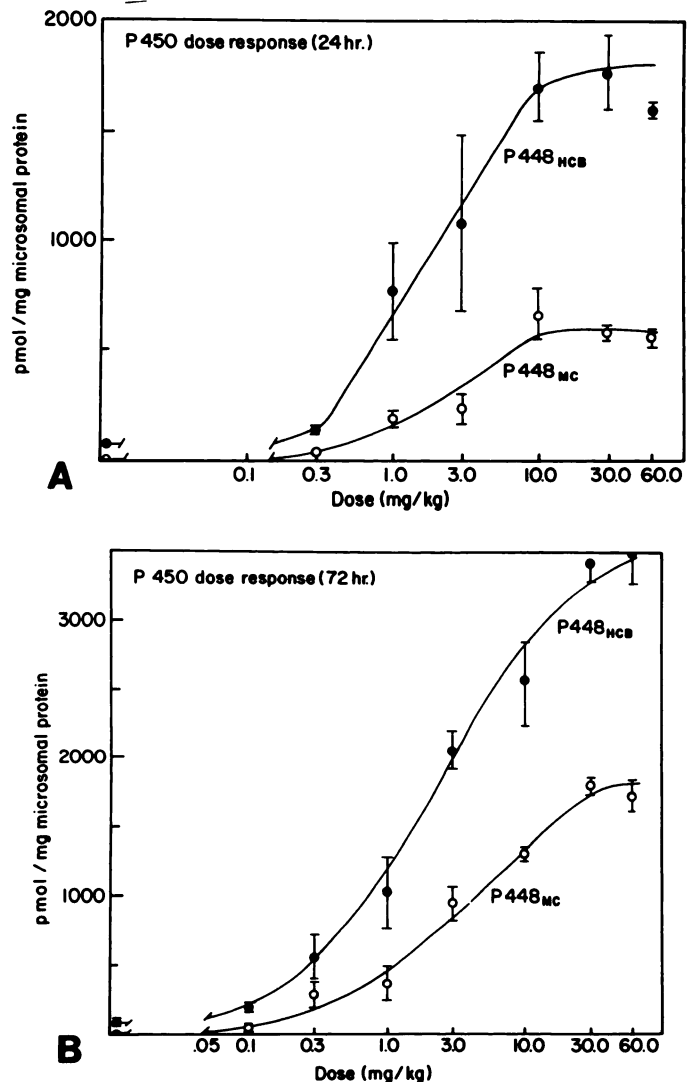 2000
P 450 dose response (24 hr.)
P448HCB
1000
pmol / mg microsomal protein
P448MC
A
0.1 0.3 1.0 3.0 10.0 30.0 60.0
Dose (mg/kg)
P 450 dose response (72 hr.)
3000
P448HCB
2000
pmol / mg microsomal protein
1000
P448MC
B
.05 0.1 0.3 1.0 3.0 10.0 30.0 60.0
Dose (mg/kg)